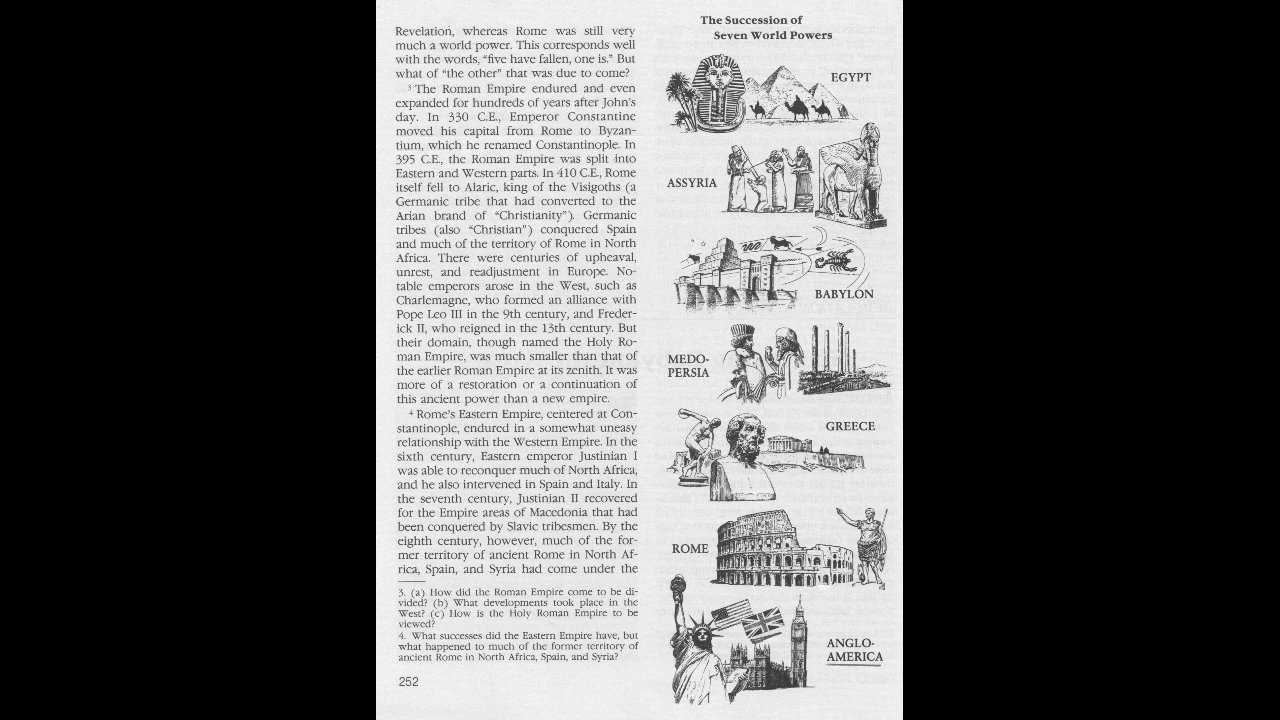 Revelation, whereas Rome was still very
much a world power. This corresponds well
with the words, “five have fallen, one is.” But
what of “the other” that was due to come?
³ The Roman Empire endured and even
expanded for hundreds of years after John’s
day. In 330 C.E., Emperor Constantine
moved his capital from Rome to Byzan-
tium, which he renamed Constantinople. In
395 C.E., the Roman Empire was split into
Eastern and Western parts. In 410 C.E., Rome
itself fell to Alaric, king of the Visigoths (a
Germanic tribe that had converted to the
Arian brand of “Christianity”). Germanic
tribes (also “Christian”) conquered Spain
and much of the territory of Rome in North
Africa. There were centuries of upheaval,
unrest, and readjustment in Europe. No-
table emperors arose in the West, such as
Charlemagne, who formed an alliance with
Pope Leo III in the 9th century, and Freder-
ick II, who reigned in the 13th century. But
their domain, though named the Holy Ro-
man Empire, was much smaller than that of
the earlier Roman Empire at its zenith. It was
more of a restoration or a continuation of
this ancient power than a new empire.
⁴ Rome’s Eastern Empire, centered at Con-
stantinople, endured in a somewhat uneasy
relationship with the Western Empire. In the
sixth century, Eastern emperor Justinian I
was able to reconquer much of North Africa,
and he also intervened in Spain and Italy. In
the seventh century, Justinian II recovered
for the Empire areas of Macedonia that had
been conquered by Slavic tribesmen. By the
eighth century, however, much of the for-
mer territory of ancient Rome in North Af-
rica, Spain, and Syria had come under the
3. (a) How did the Roman Empire come to be di-
vided? (b) What developments took place in the
West? (c) How is the Holy Roman Empire to be
viewed?
4. What successes did the Eastern Empire have, but
what happened to much of the former territory of
ancient Rome in North Africa, Spain, and Syria?
252
The Succession of
Seven World Powers
EGYPT
ASSYRIA
BABYLON
MEDO-
PERSIA
GREECE
ROME
ANGLO-
AMERICA